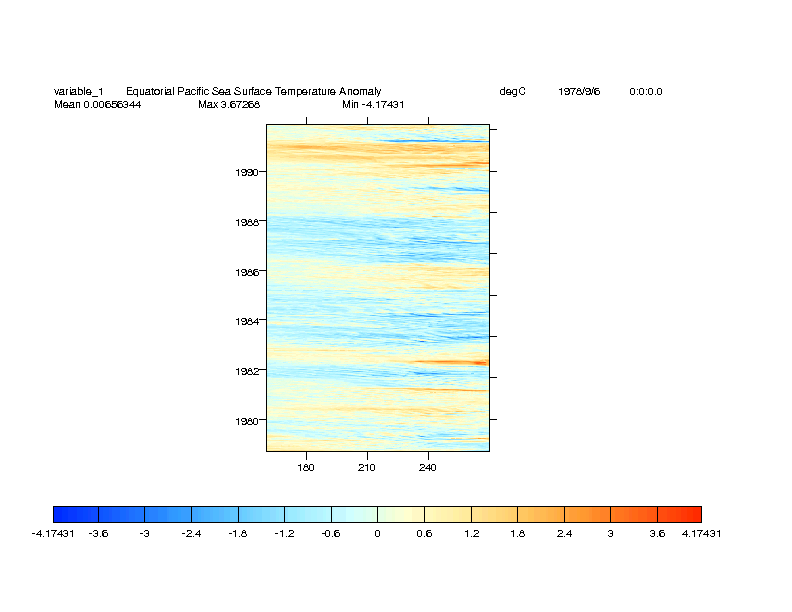 variable_1 Equatorial Pacific Sea Surface Temperature Anomaly degC 1978/9/6 0:0:0.0
Mean 0.00656344 Max 3.67268 Min -4.17431
1990
1988
1986
1984
1982
1980
180 210 240
-4.17431 -3.6 -3 -2.4 -1.8 -1.2 -0.6 0 0.6 1.2 1.8 2.4 3 3.6 4.17431